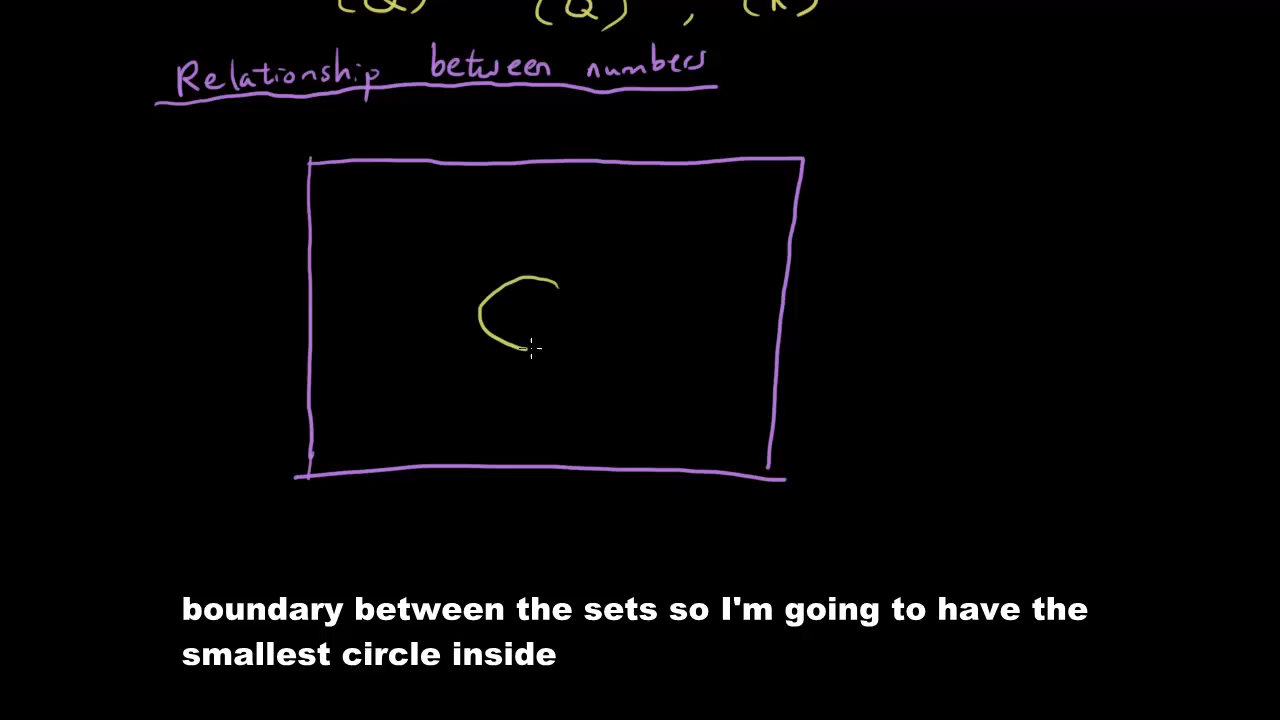 (Q) (Q) , (R)
Relationship between numbers
boundary between the sets so I'm going to have the
smallest circle inside